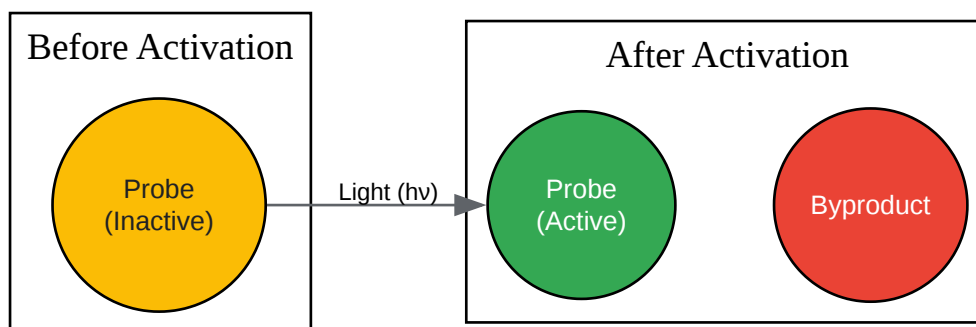 Before Activation
After Activation
Probe
(Inactive)
Light (hν)
Probe
(Active)
Byproduct